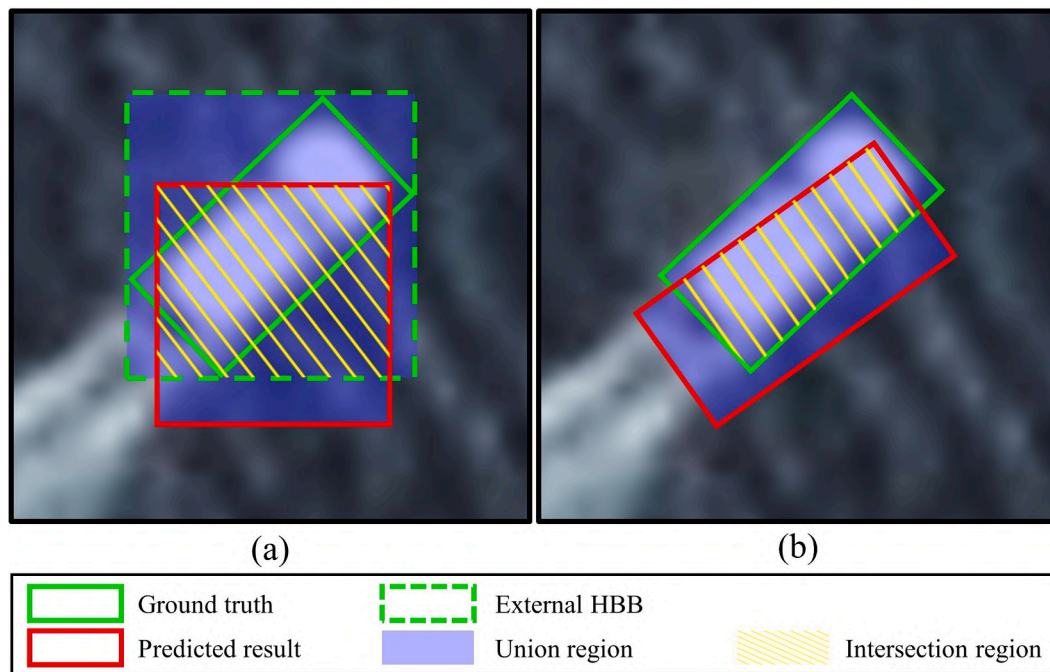 (a)
(b)
Ground truth
External HBB
Predicted result
Union region
Intersection region